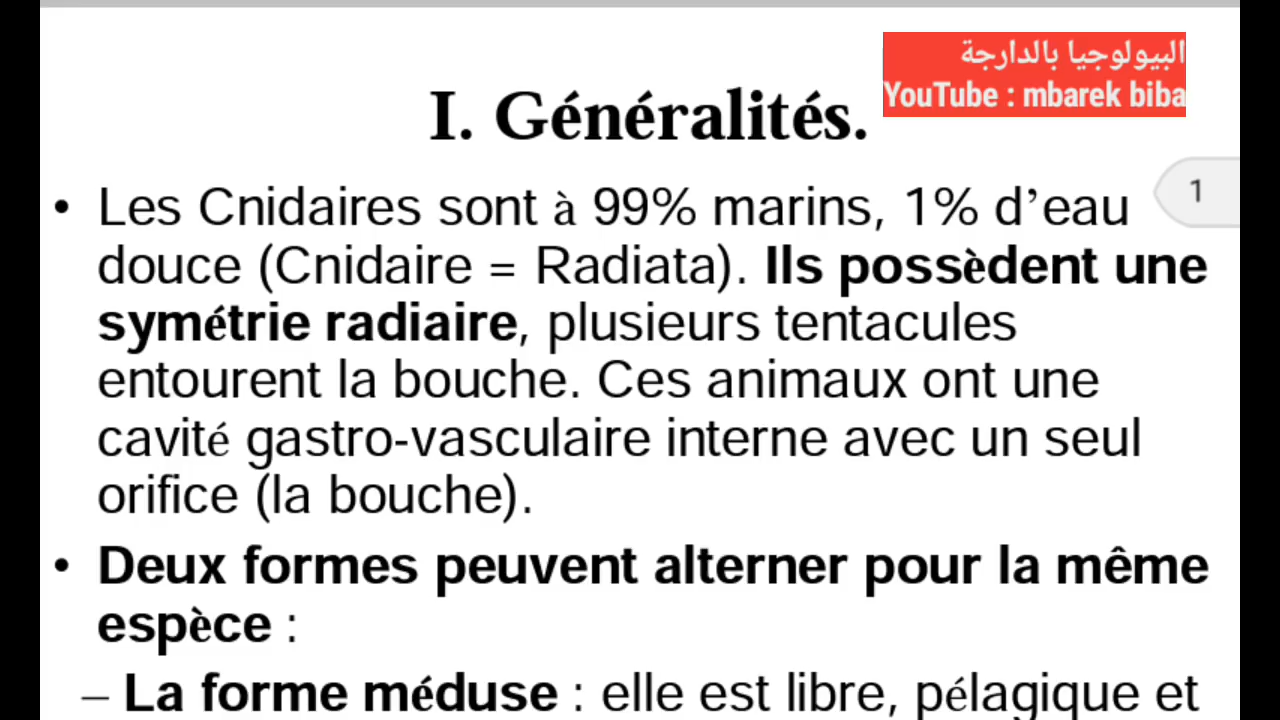 البيولوجيا بالدارجة
YouTube : mbarek biba
I. Généralités.
1
• Les Cnidaires sont à 99% marins, 1% d’eau
douce (Cnidaire = Radiata). Ils possèdent une
symétrie radiaire, plusieurs tentacules
entourent la bouche. Ces animaux ont une
cavité gastro-vasculaire interne avec un seul
orifice (la bouche).
• Deux formes peuvent alterner pour la même
espèce :
– La forme méduse : elle est libre, pélagique et